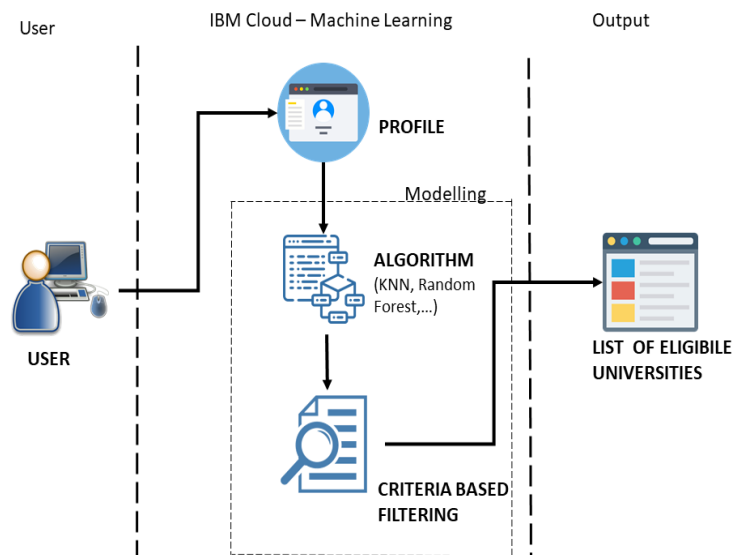 User
IBM Cloud – Machine Learning
Output
PROFILE
Modelling
ALGORITHM
(KNN, Random
Forest,...)
USER
LIST OF ELIGIBILE
UNIVERSITIES
CRITERIA BASED
FILTERING